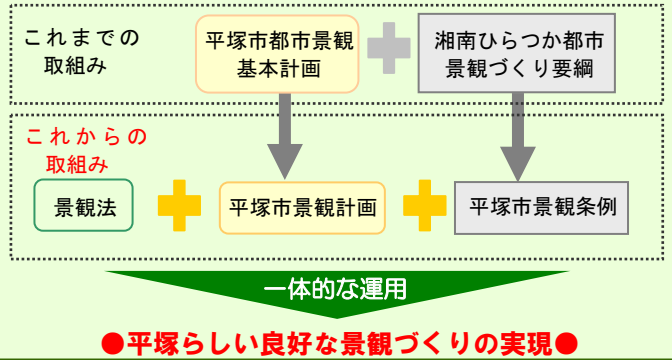 これまでの
取組み
平塚市都市景観
基本計画
湘南ひらつか都市
景観づくり要綱
これからの
取組み
景観法
平塚市景観計画
平塚市景観条例
一体的な運用
●平塚らしい良好な景観づくりの実現●